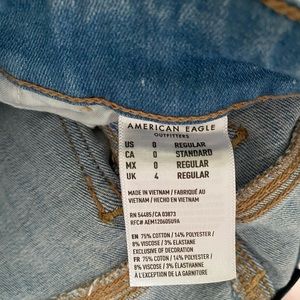 AMERICAN EAGLE
OUTFITTERS
US 0 REGULAR
CA 0 STANDARD
MX 0 REGULAR
UK 4 REGULAR
MADE IN VIETNAM / FABRIQUÉ AU
VIETNAM / HECHO EN VIETNAM
RN 54485/CA 03873
RFC# AEM120605U9A
EN 75% COTTON / 14% POLYESTER /
8% VISCOSE / 3% ELASTANE
EXCLUSIVE OF DECORATION
FR 75% COTON / 14% POLYESTER /
8% VISCOSE / 3% ÉLASTHANNE
À L'EXCEPTION DE LA GARNITURE